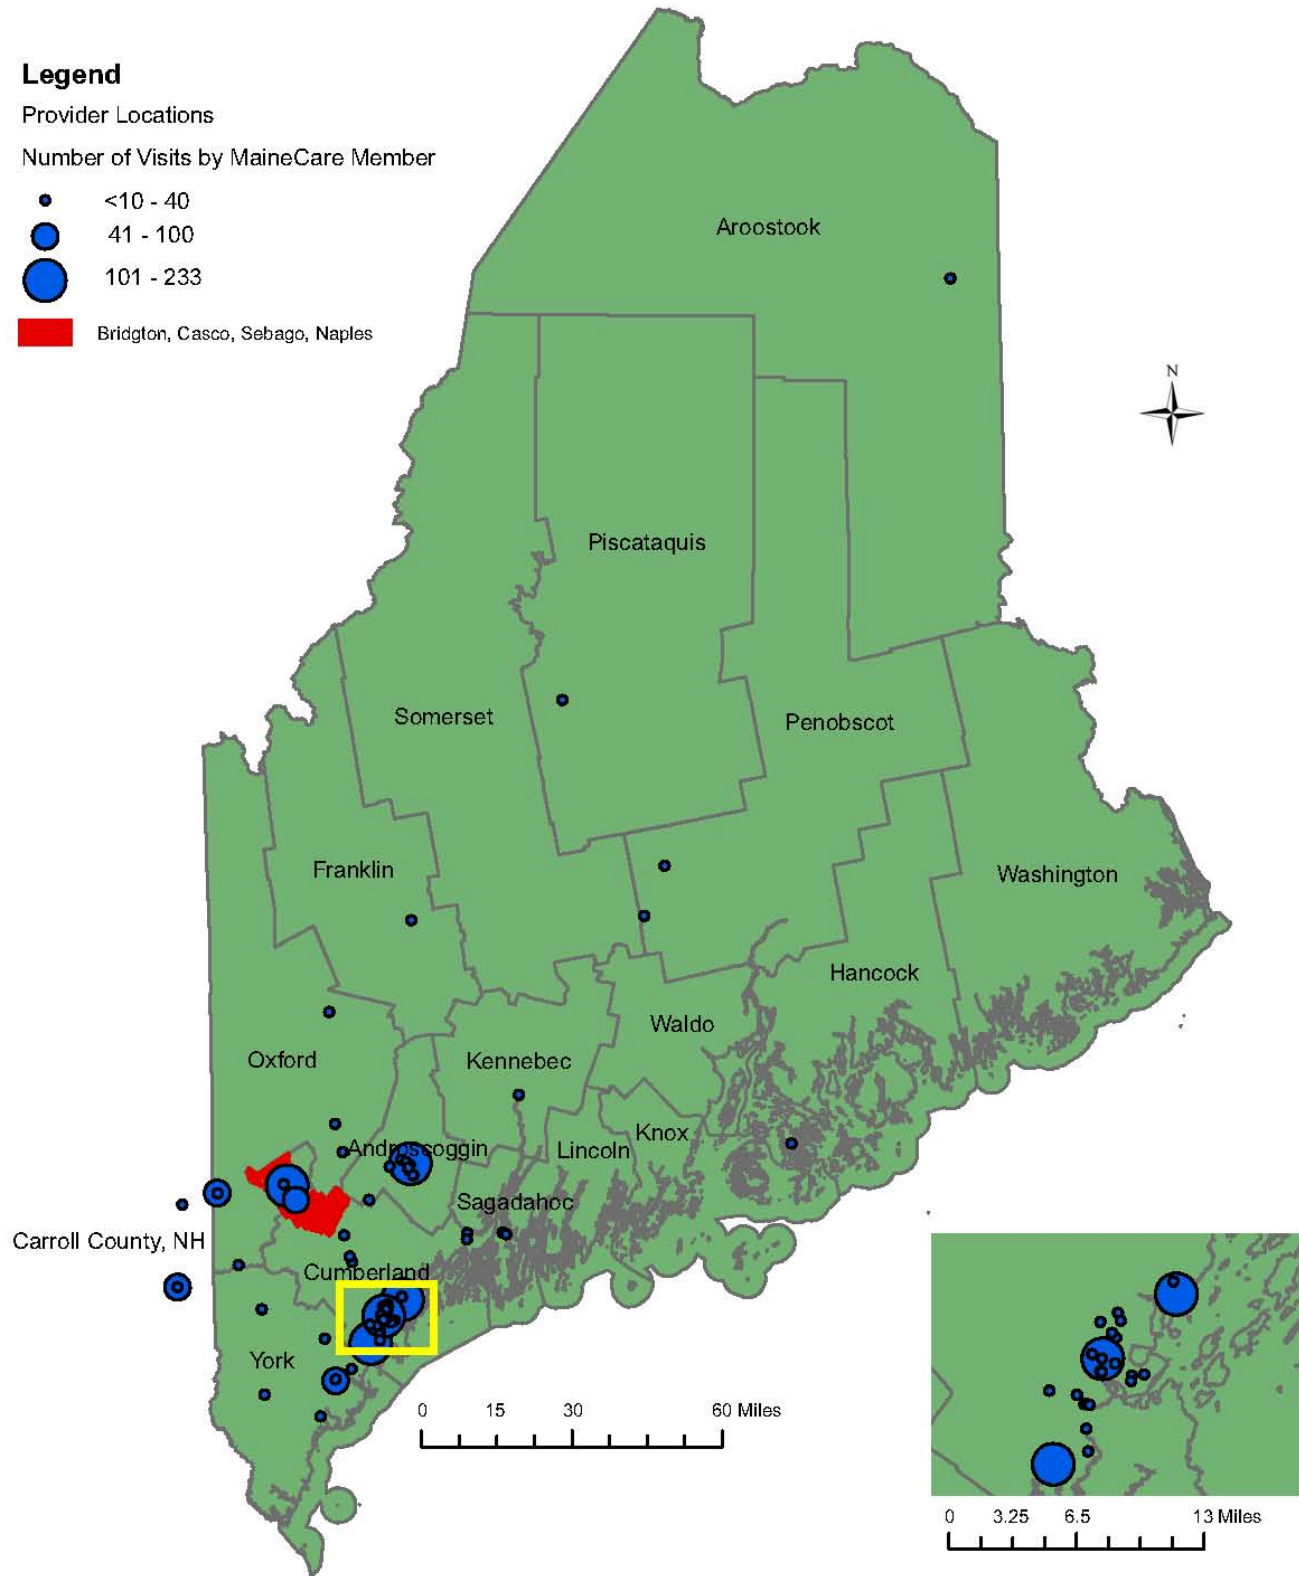 Legend
Provider Locations
Number of Visits by MaineCare Member
<10 - 40
41 - 100
101 - 233
Bridgton, Casco, Sebago, Naples
Aroostook
N
Piscataquis
Somerset
Penobscot
Franklin
Washington
Hancock
Waldo
Oxford
Kennebec
Knox
Androscoggin
Lincoln
Sagadahoc
Carroll County, NH
Cumberland
York
0 15 30 60 Miles
0 3.25 6.5 13 Miles